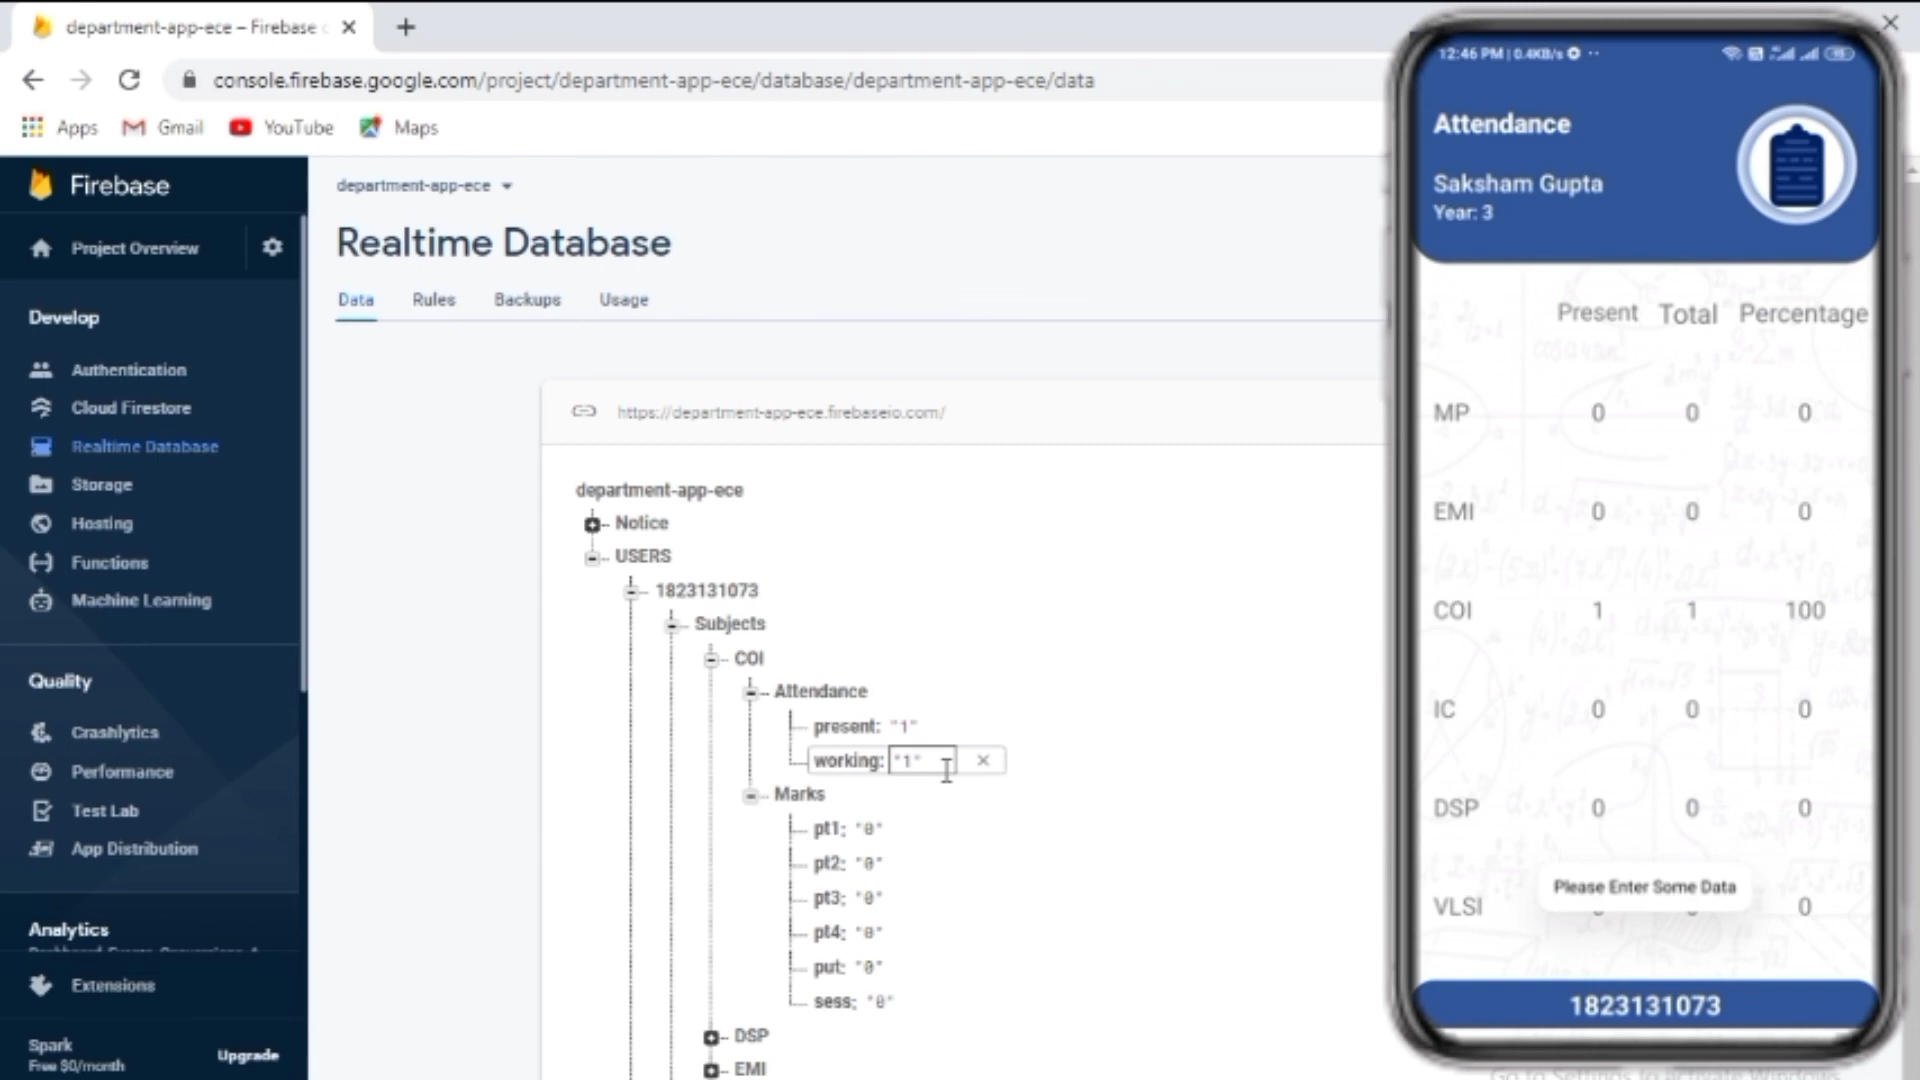 department-app-ece – Firebase c
console.firebase.google.com/project/department-app-ece/database/department-app-ece/data
Apps Gmail YouTube Maps
Firebase
Project Overview
Develop
Authentication
Cloud Firestore
Realtime Database
Storage
Hosting
Functions
Machine Learning
Quality
Crashlytics
Performance
Test Lab
App Distribution
Analytics
Extensions
Spark
Free $0/month
Upgrade
department-app-ece
Realtime Database
Data Rules Backups Usage
https://department-app-ece.firebaseio.com/
department-app-ece
Notice
USERS
1823131073
Subjects
COI
Attendance
present: "1"
working: "1"
Marks
pt1: "0"
pt2: "0"
pt3: "0"
pt4: "0"
put: "0"
sess: "0"
DSP
EMI
12:46 PM | 0.4KB/s
Attendance
Saksham Gupta
Year: 3
Present Total Percentage
MP 0 0 0
EMI 0 0 0
COI 1 1 100
IC 0 0 0
DSP 0 0 0
Please Enter Some Data
VLSI 0
1823131073
Go to Settings to activate Windows.